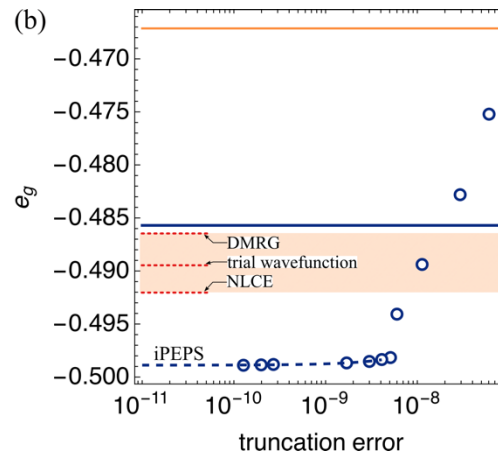 (b)
−0.470
−0.475
−0.480
−0.485
−0.490
−0.495
−0.500
e_g
DMRG
trial wavefunction
NLCE
iPEPS
10⁻¹¹ 10⁻¹⁰ 10⁻⁹ 10⁻⁸
truncation error